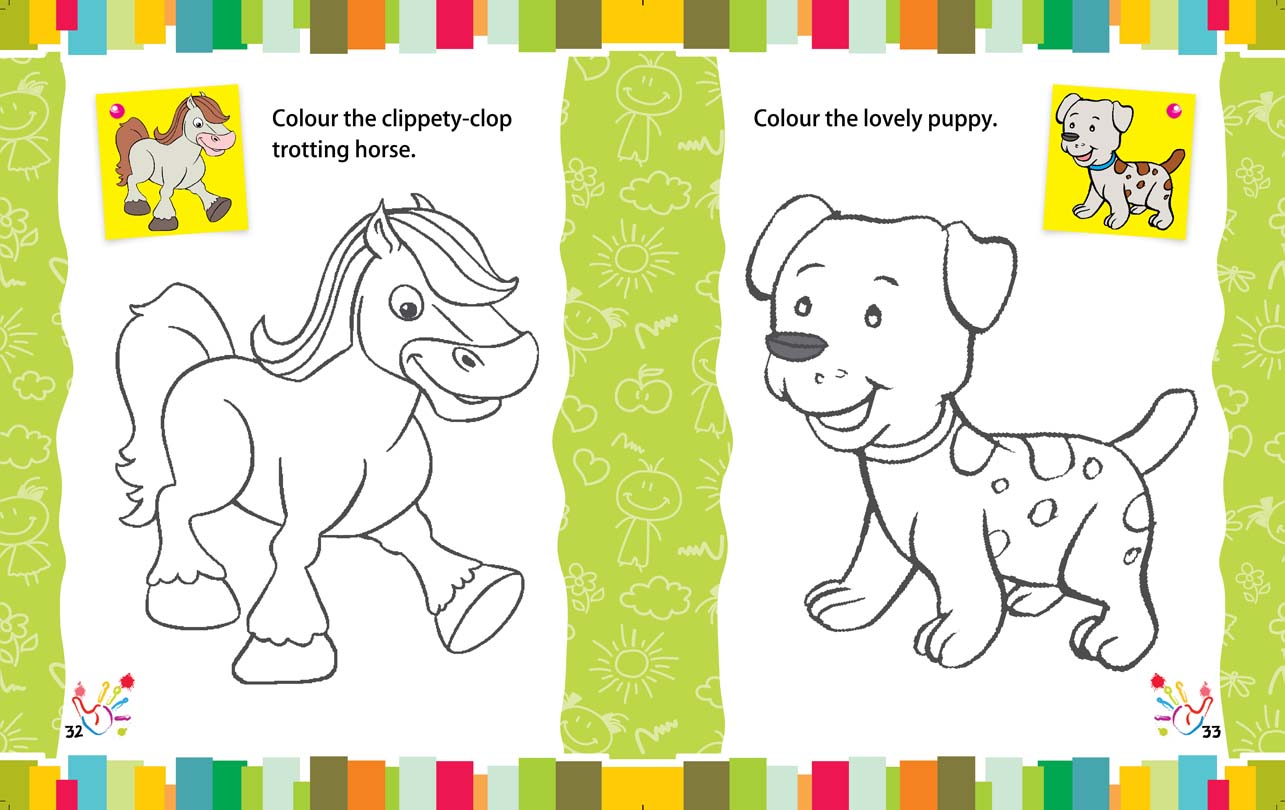 Colour the clippety-clop
trotting horse.
32
Colour the lovely puppy.
33